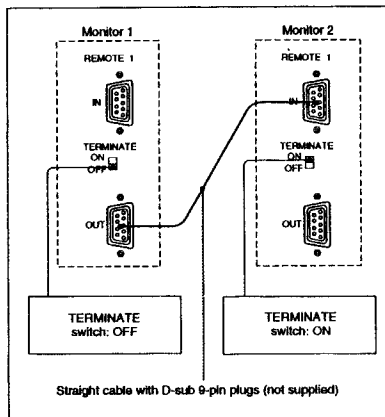 Monitor 1
REMOTE 1
IN
TERMINATE
ON
OFF
OUT
TERMINATE
switch: OFF
Monitor 2
REMOTE 1
IN
TERMINATE
ON
OFF
OUT
TERMINATE
switch: ON
Straight cable with D-sub 9-pin plugs (not supplied)